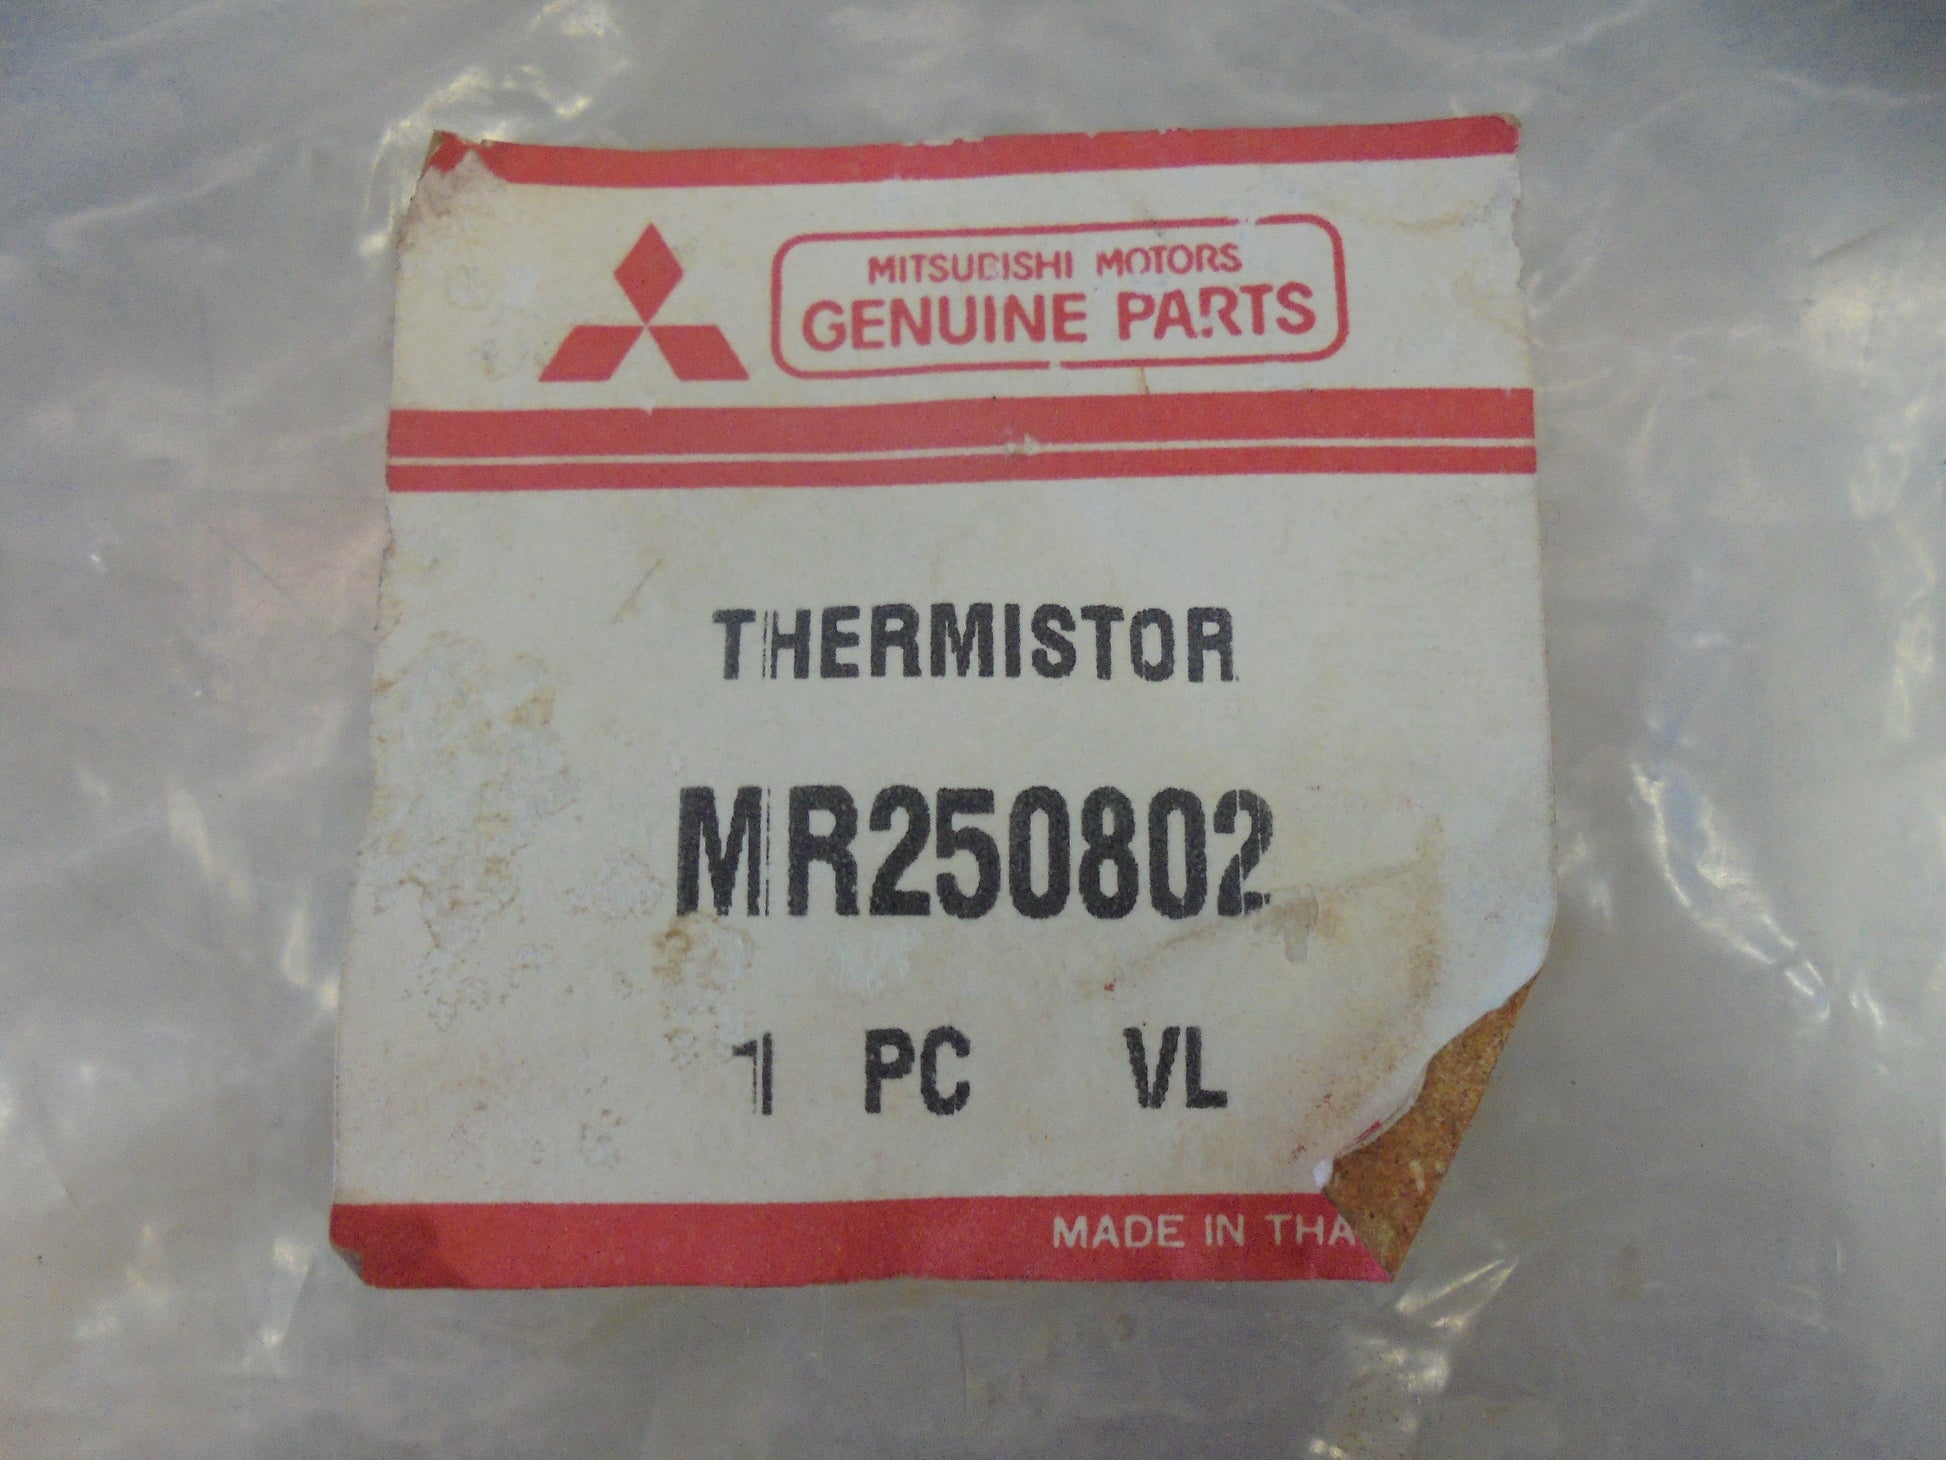 MITSUBISHI MOTORS
GENUINE PARTS
THERMISTOR
MR250802
1 PC VL
MADE IN THA